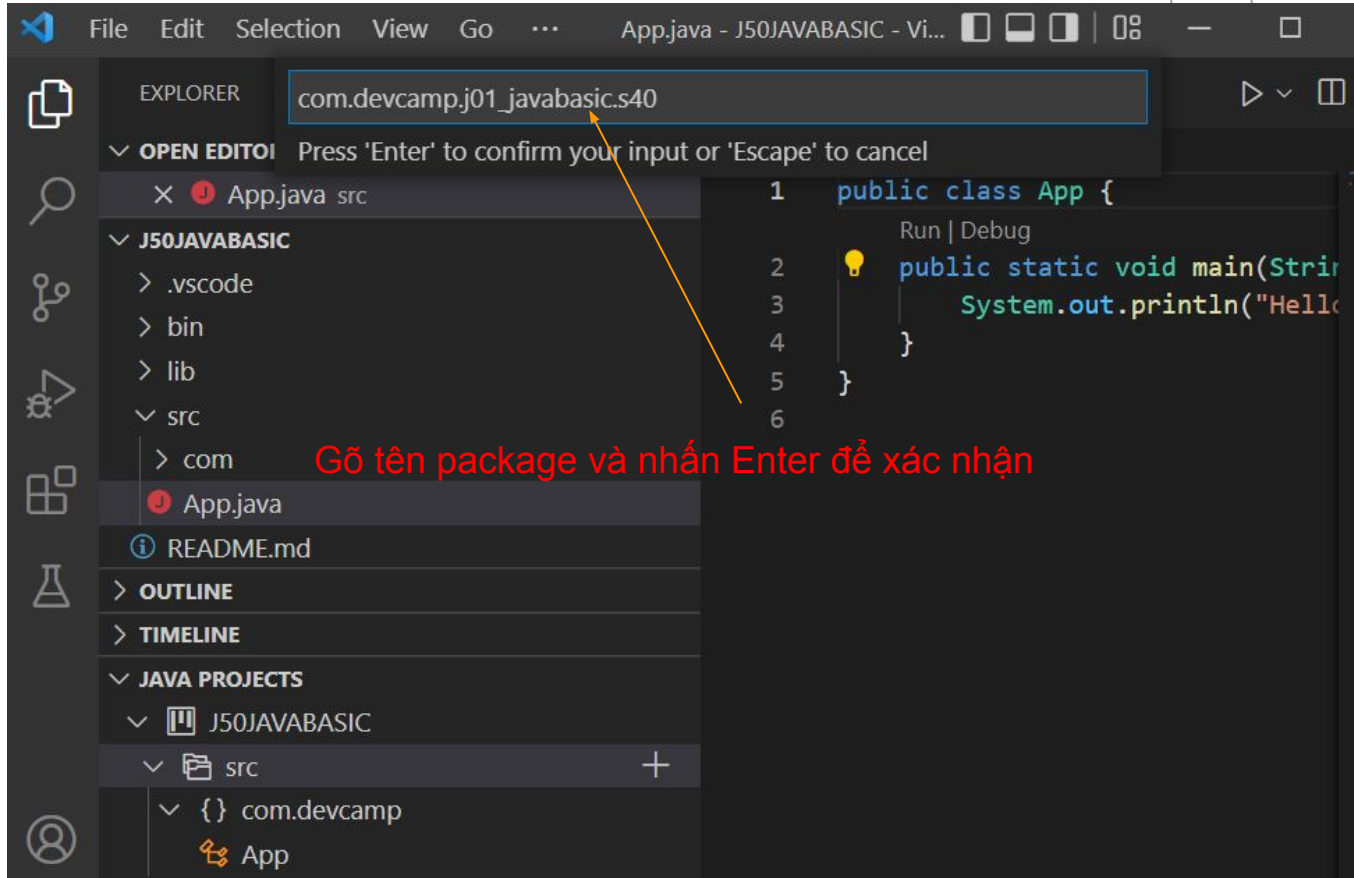 File Edit Selection View Go ··· App.java - J50JAVABASIC - Vi...
EXPLORER
com.devcamp.j01_javabasic.s40
Press 'Enter' to confirm your input or 'Escape' to cancel
OPEN EDITO
App.java src
J50JAVABASIC
.vscode
bin
lib
src
com
App.java
README.md
OUTLINE
TIMELINE
JAVA PROJECTS
J50JAVABASIC
src
{} com.devcamp
App
1 public class App {
Run | Debug
2 public static void main(Strin
3 System.out.println("Hello
4 }
5 }
6
Gõ tên package và nhấn Enter để xác nhận